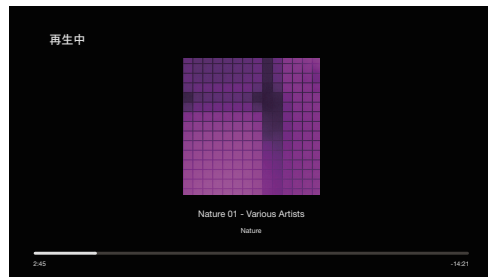 再生中
Nature 01 - Various Artists
Nature
2:45
-14:21